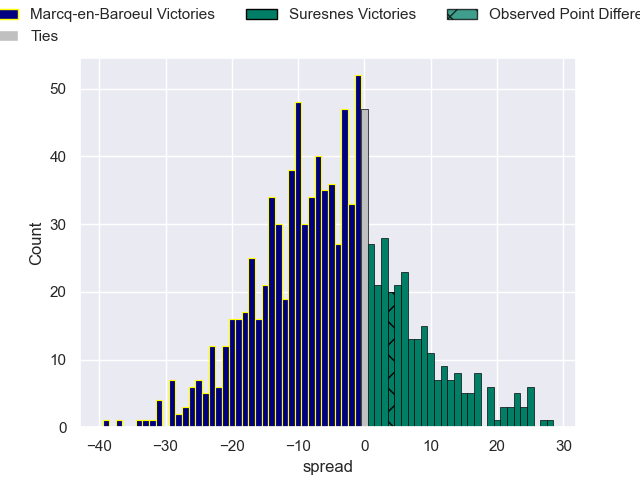 Marcq-en-Baroeul Victories
Suresnes Victories
Observed Point Differe
Ties
50
40
30
20
10
0
Count
−40
−30
−20
−10
0
10
20
30
spread